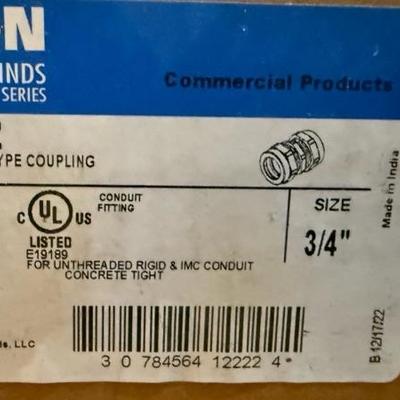 ON
INDS
SERIES
Commercial Products
YPE COUPLING
CONDUIT
FITTING
C UL US
LISTED
E19189
FOR UNTHREADED RIGID & IMC CONDUIT
CONCRETE TIGHT
SIZE
3/4"
Made in India
, LLC
3 0 784564 12222 4
B 12/17/22